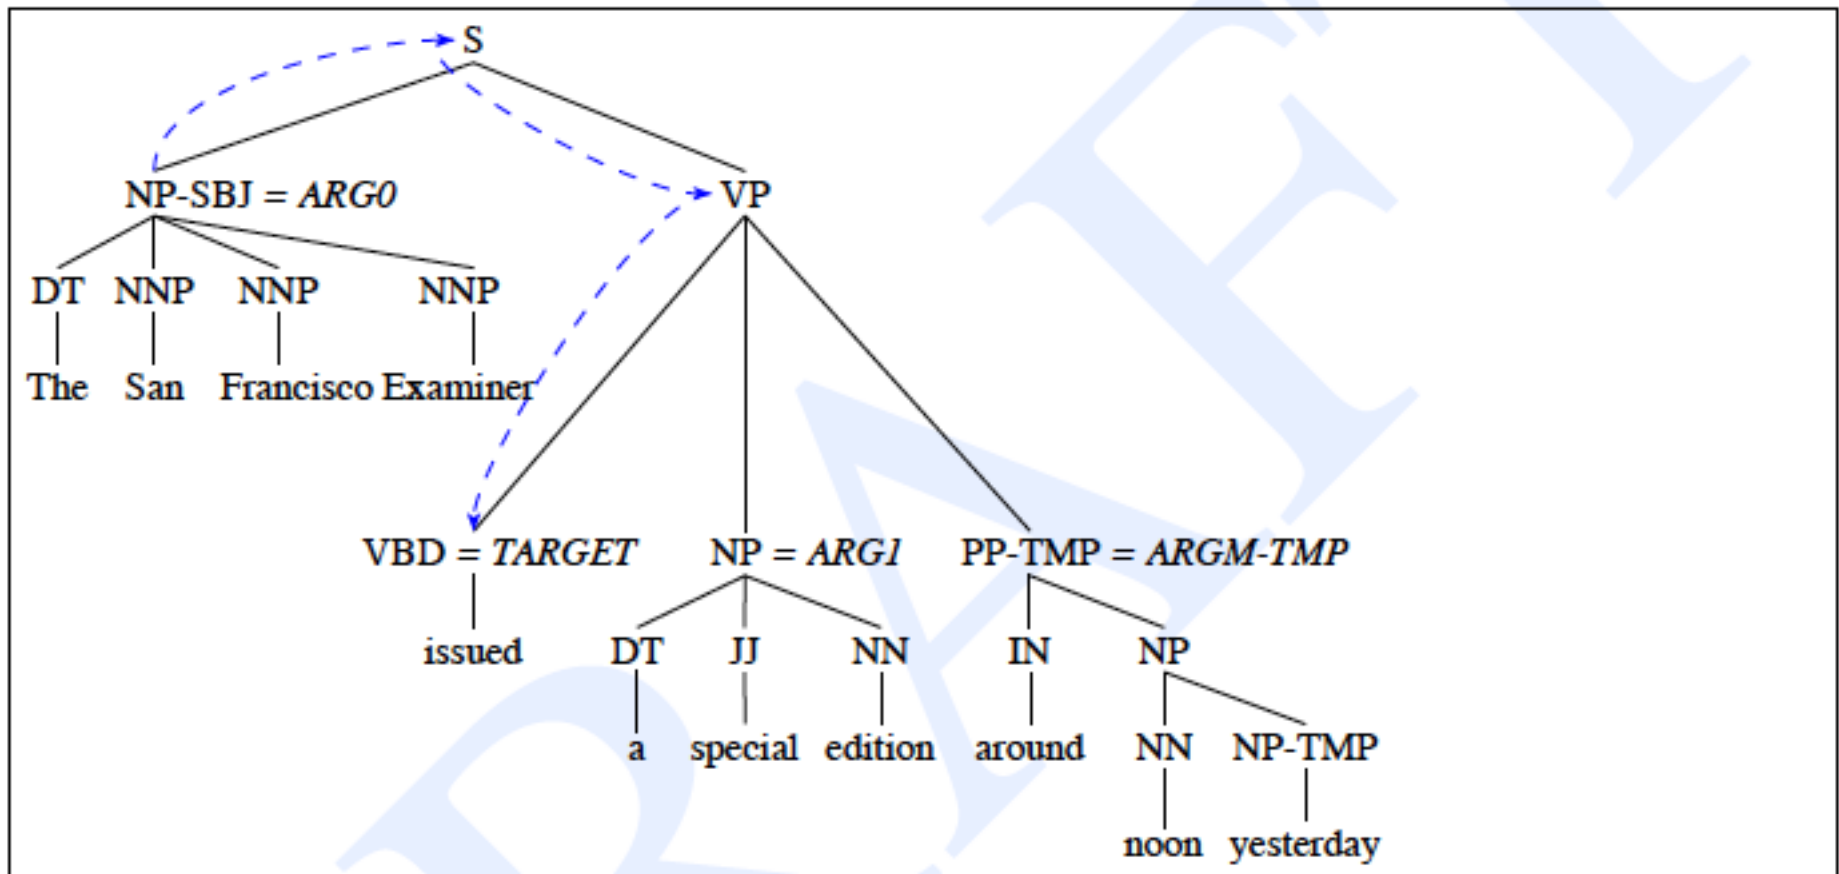 S
NP-SBJ = ARG0 VP
DT NNP NNP NNP
The San Francisco Examiner
VBD = TARGET NP = ARG1 PP-TMP = ARGM-TMP
issued DT JJ NN IN NP
a special edition around NN NP-TMP
noon yesterday